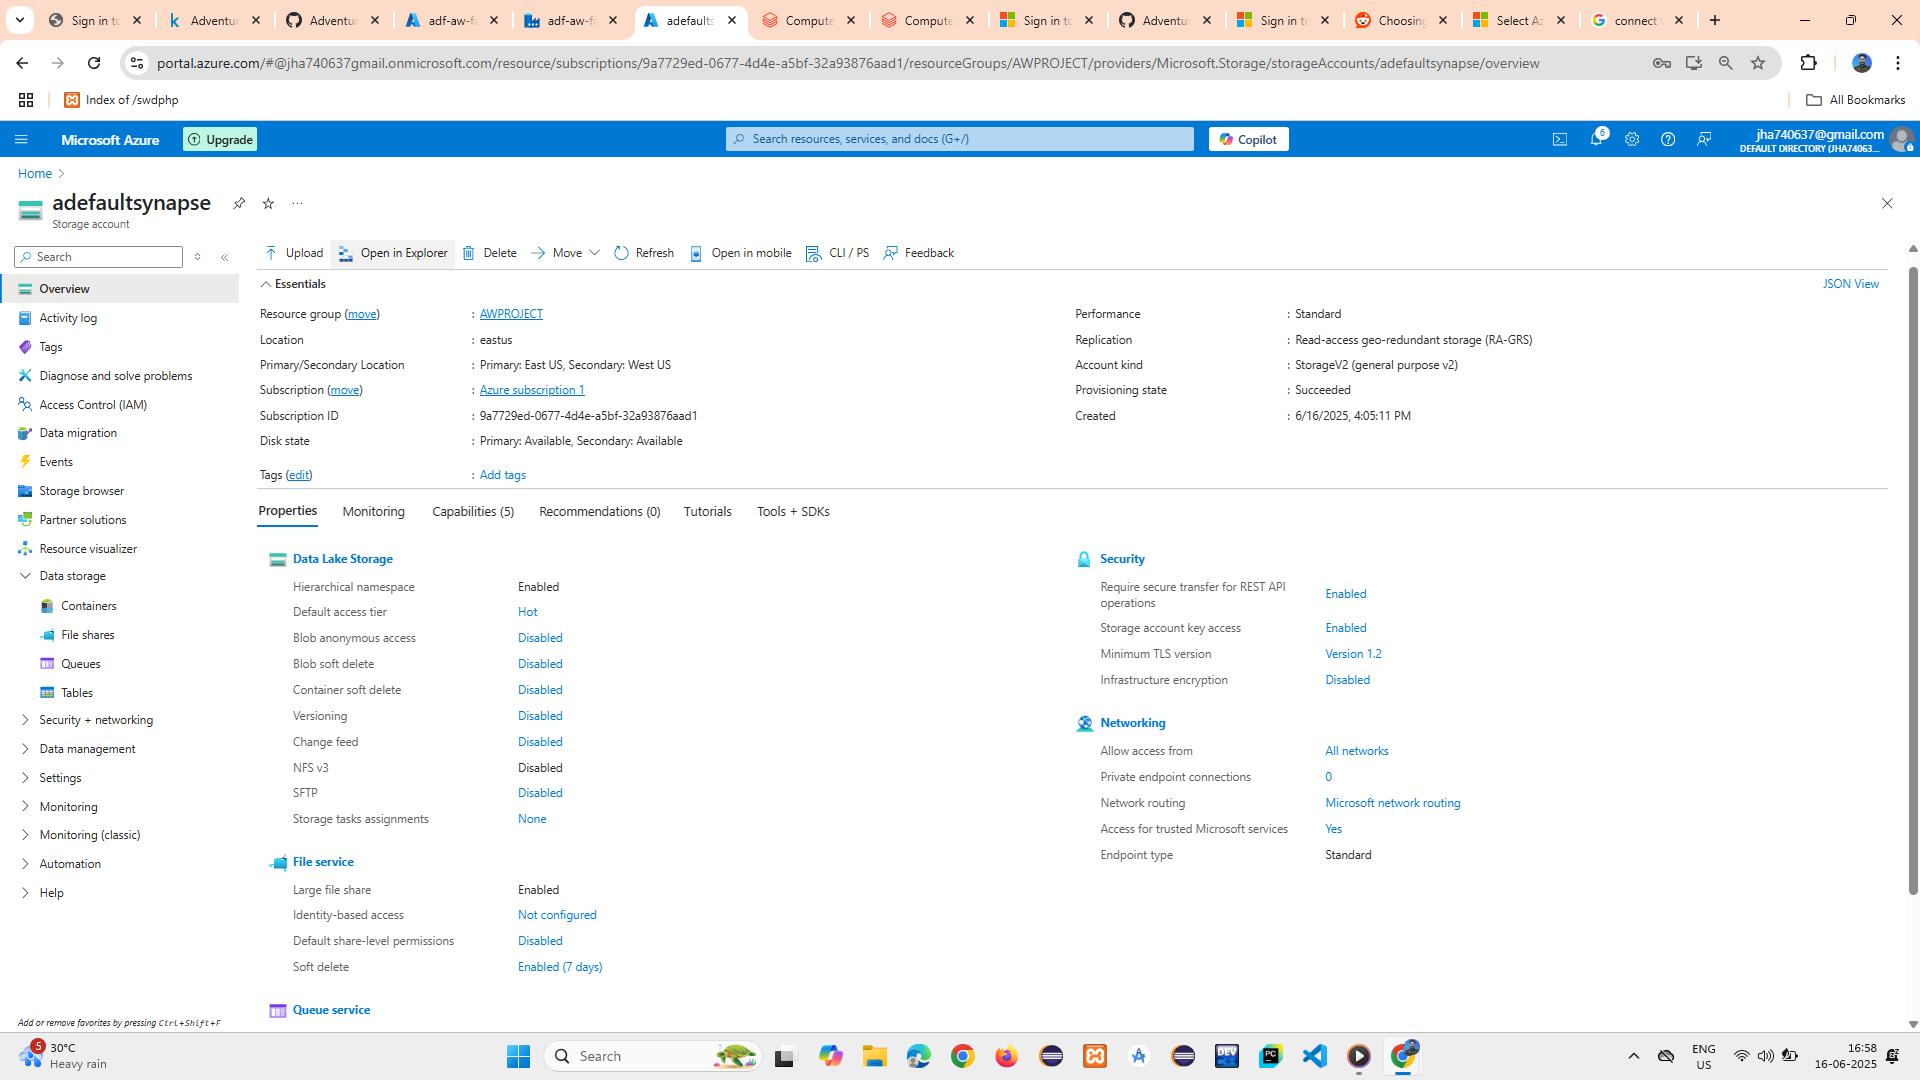 Sign in to
Adventur
Adventur
adf-aw-fa
adf-aw-fa
adefaults
Compute
Compute
Sign in to
Adventur
Sign in to
Choosing
Select Az
connect
portal.azure.com/#@jha740637gmail.onmicrosoft.com/resource/subscriptions/9a7729ed-0677-4d4e-a5bf-32a93876aad1/resourceGroups/AWPROJECT/providers/Microsoft.Storage/storageAccounts/adefaultsynapse/overview
Index of /swdphp
All Bookmarks
Microsoft Azure
Upgrade
Search resources, services, and docs (G+/)
Copilot
6
jha740637@gmail.com
DEFAULT DIRECTORY (JHA74063...
Home
adefaultsynapse
Storage account
Search
Upload
Open in Explorer
Delete
Move
Refresh
Open in mobile
CLI / PS
Feedback
Overview
Activity log
Tags
Diagnose and solve problems
Access Control (IAM)
Data migration
Events
Storage browser
Partner solutions
Resource visualizer
Data storage
Containers
File shares
Queues
Tables
Security + networking
Data management
Settings
Monitoring
Monitoring (classic)
Automation
Help
Add or remove favorites by pressing Ctrl+Shift+F
Essentials
JSON View
Resource group (move) : AWPROJECT
Location : eastus
Primary/Secondary Location : Primary: East US, Secondary: West US
Subscription (move) : Azure subscription 1
Subscription ID : 9a7729ed-0677-4d4e-a5bf-32a93876aad1
Disk state : Primary: Available, Secondary: Available
Tags (edit) : Add tags
Performance : Standard
Replication : Read-access geo-redundant storage (RA-GRS)
Account kind : StorageV2 (general purpose v2)
Provisioning state : Succeeded
Created : 6/16/2025, 4:05:11 PM
Properties
Monitoring
Capabilities (5)
Recommendations (0)
Tutorials
Tools + SDKs
Data Lake Storage
Hierarchical namespace Enabled
Default access tier Hot
Blob anonymous access Disabled
Blob soft delete Disabled
Container soft delete Disabled
Versioning Disabled
Change feed Disabled
NFS v3 Disabled
SFTP Disabled
Storage tasks assignments None
File service
Large file share Enabled
Identity-based access Not configured
Default share-level permissions Disabled
Soft delete Enabled (7 days)
Queue service
Security
Require secure transfer for REST API
operations Enabled
Storage account key access Enabled
Minimum TLS version Version 1.2
Infrastructure encryption Disabled
Networking
Allow access from All networks
Private endpoint connections 0
Network routing Microsoft network routing
Access for trusted Microsoft services Yes
Endpoint type Standard
5
30°C
Heavy rain
Search
DEV
PC
ENG
US
16:58
16-06-2025